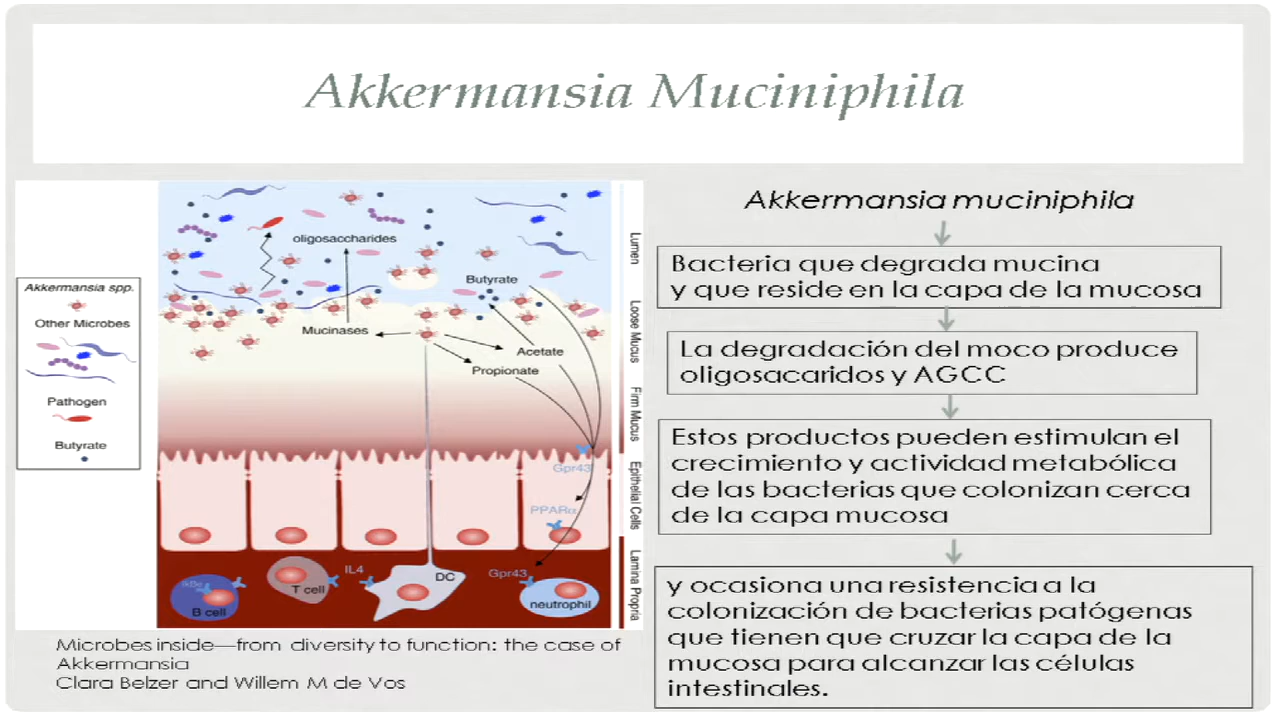 Akkermansia Muciniphila
Akkermansia spp.
Other Microbes
Pathogen
Butyrate
oligosaccharides
Butyrate
Mucinases
Acetate
Propionate
Gpr43
PPARα
IL4
DC
Gpr43
T cell
B cell
neutrophil
Lumen
Loose Mucus
Firm Mucus
Epithelial Cells
Lamina Propria
Microbes inside—from diversity to function: the case of
Akkermansia
Clara Belzer and Willem M de Vos
Akkermansia muciniphila
Bacteria que degrada mucina
y que reside en la capa de la mucosa
La degradación del moco produce
oligosacaridos y AGCC
Estos productos pueden estimulan el
crecimiento y actividad metabólica
de las bacterias que colonizan cerca
de la capa mucosa
y ocasiona una resistencia a la
colonización de bacterias patógenas
que tienen que cruzar la capa de la
mucosa para alcanzar las células
intestinales.